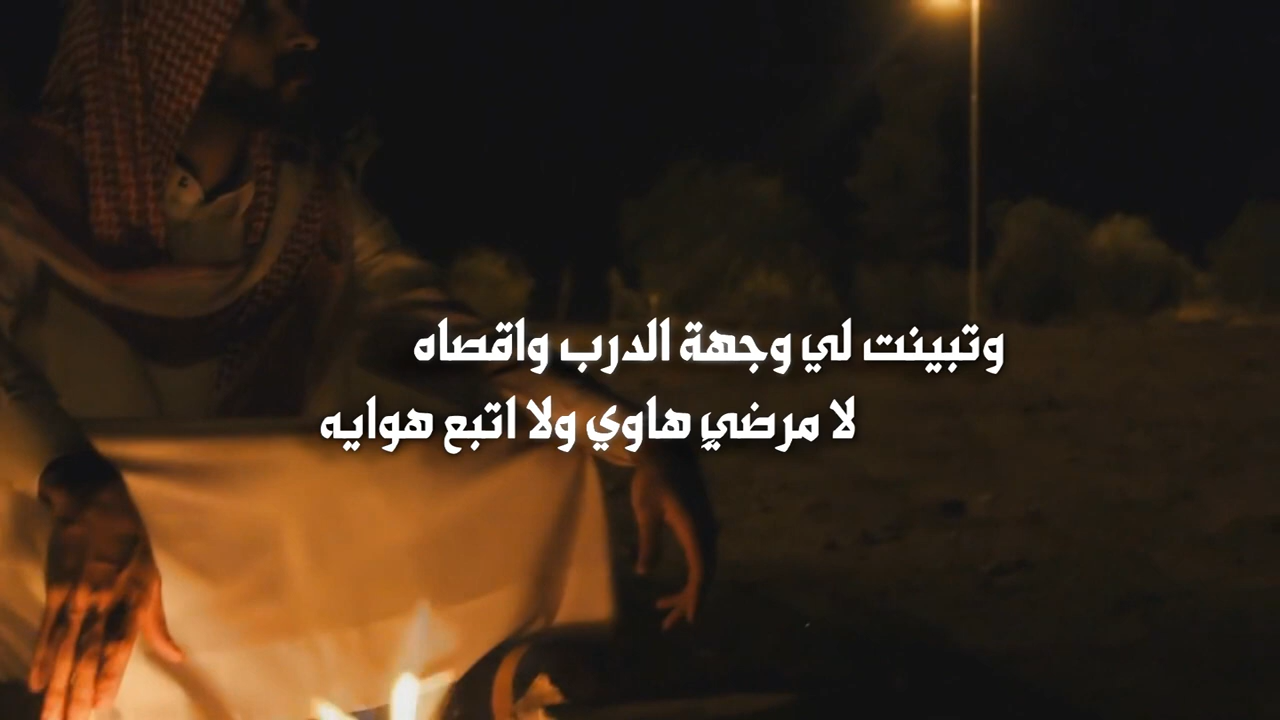 وتبينت لي وجهة الدرب واقصاه
لا مرضيٍ هاوي ولا اتبع هوايه